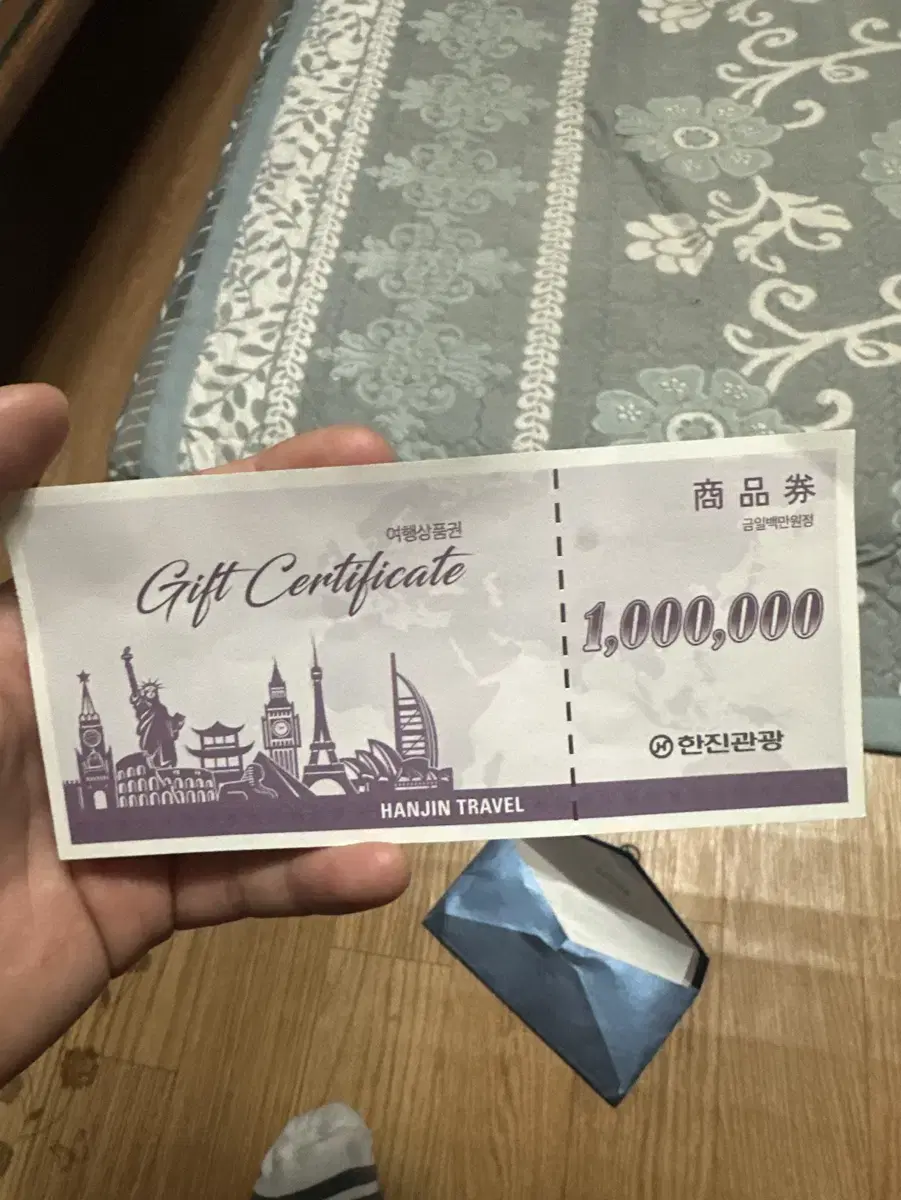 여행상품권
Gift Certificate
HANJIN TRAVEL
商品券
금일백만원정
1,000,000
한진관광